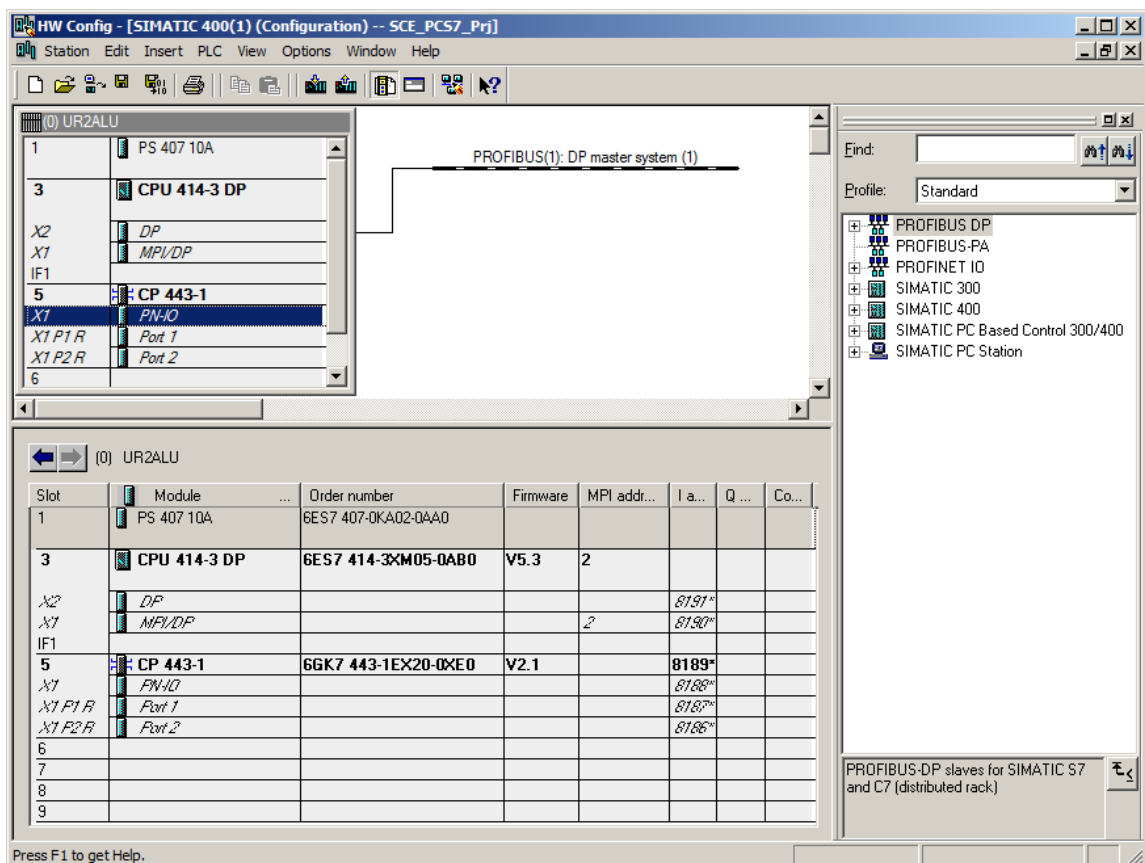 HW Config - [SIMATIC 400(1) (Configuration) -- SCE_PCS7_Prj]
Station Edit Insert PLC View Options Window Help
(0) UR2ALU
1 PS 407 10A
3 CPU 414-3 DP
X2 DP
X1 MPI/DP
IF1
5 CP 443-1
X1 PN-IO
X1 P1 R Port 1
X1 P2 R Port 2
6
PROFIBUS(1): DP master system (1)
Find:
Profile: Standard
PROFIBUS DP
PROFIBUS-PA
PROFINET IO
SIMATIC 300
SIMATIC 400
SIMATIC PC Based Control 300/400
SIMATIC PC Station
(0) UR2ALU
Slot Module ... Order number Firmware MPI addr... I a... Q ... Co...
1 PS 407 10A 6ES7 407-0KA02-0AA0
3 CPU 414-3 DP 6ES7 414-3XM05-0AB0 V5.3 2
X2 DP 8191*
X1 MPI/DP 2 8190*
IF1
5 CP 443-1 6GK7 443-1EX20-0XE0 V2.1 8189*
X1 PN-IO 8188*
X1 P1 R Port 1 8187*
X1 P2 R Port 2 8186*
6
7
8
9
PROFIBUS-DP slaves for SIMATIC S7
and C7 (distributed rack)
Press F1 to get Help.